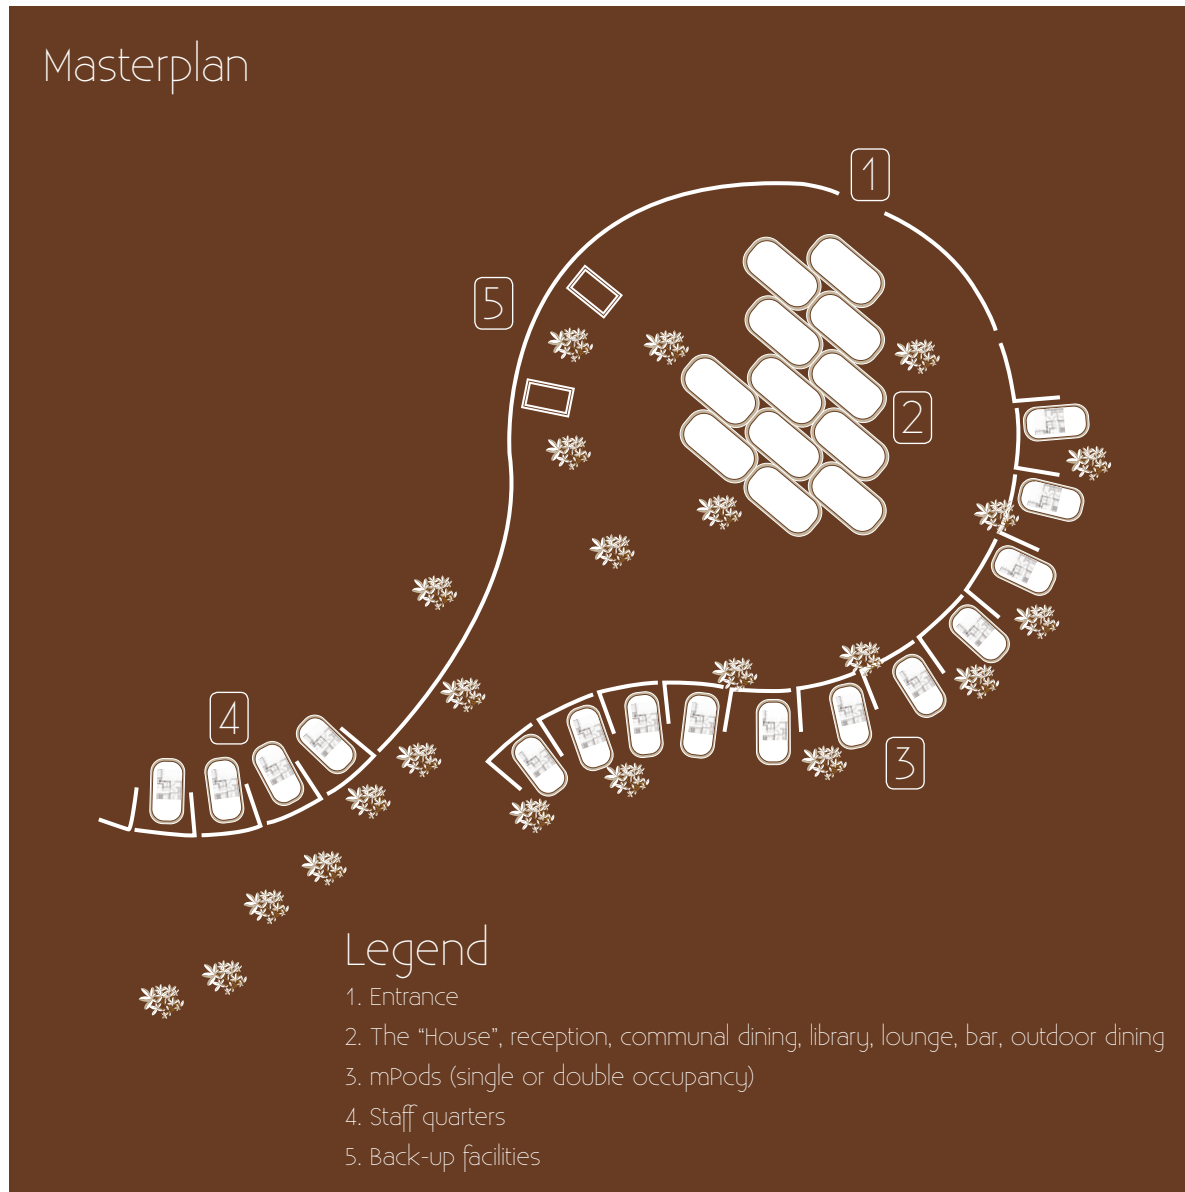 Masterplan
1
5
2
4
3
Legend
1. Entrance
2. The “House”, reception, communal dining, library, lounge, bar, outdoor dining
3. mPods (single or double occupancy)
4. Staff quarters
5. Back-up facilities